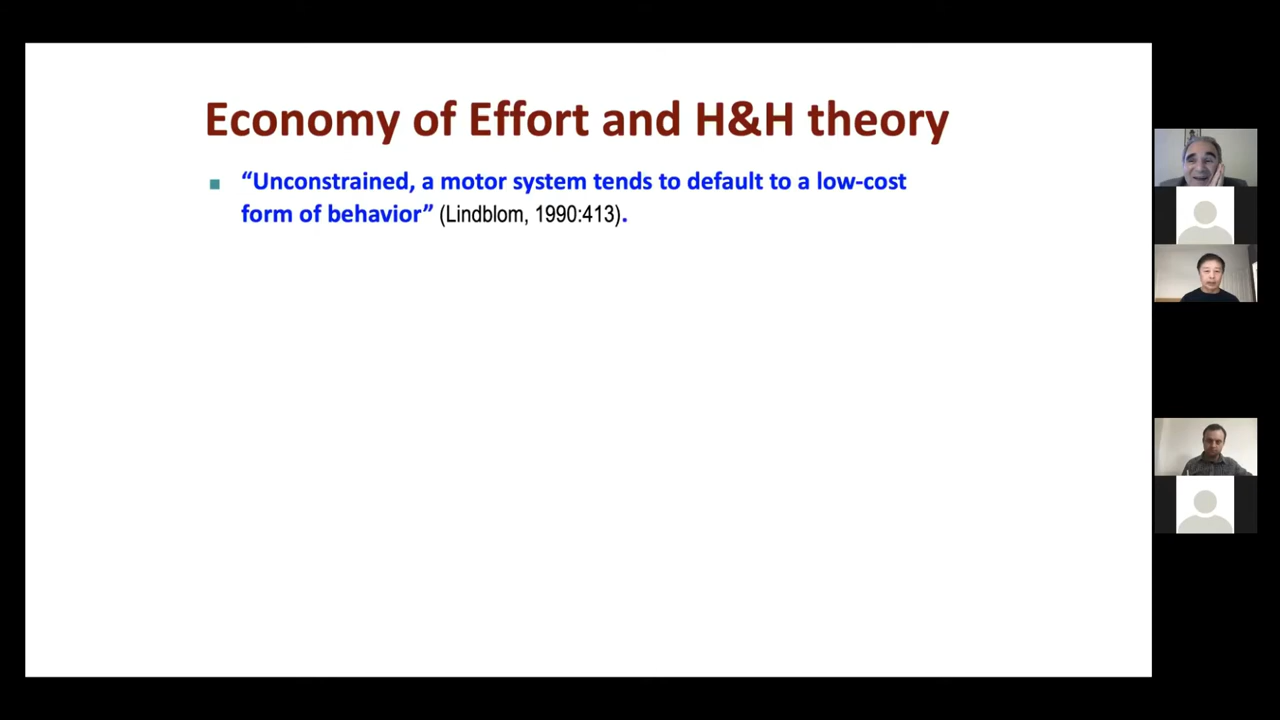 Economy of Effort and H&H theory
“Unconstrained, a motor system tends to default to a low-cost
form of behavior” (Lindblom, 1990:413).